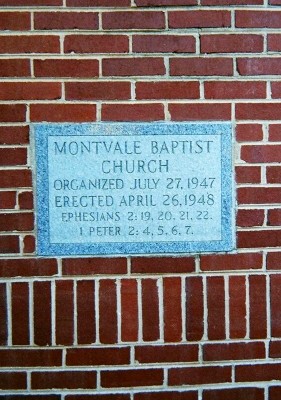 MONTVALE BAPTIST
CHURCH
ORGANIZED JULY 27, 1947
ERECTED APRIL 26, 1948
EPHESIANS 2:19, 20, 21, 22.
1 PETER 2:4, 5, 6, 7.